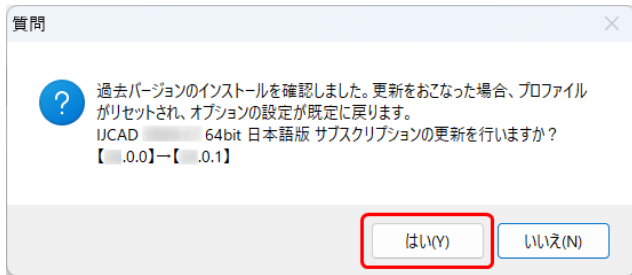 質問
過去バージョンのインストールを確認しました。更新をおこなった場合、プロファイル
がリセットされ、オプションの設定が既定に戻ります。
IJCAD 64bit 日本語版 サブスクリプションの更新を行いますか？
【 .0.0】→【 .0.1】
はい(Y)
いいえ(N)